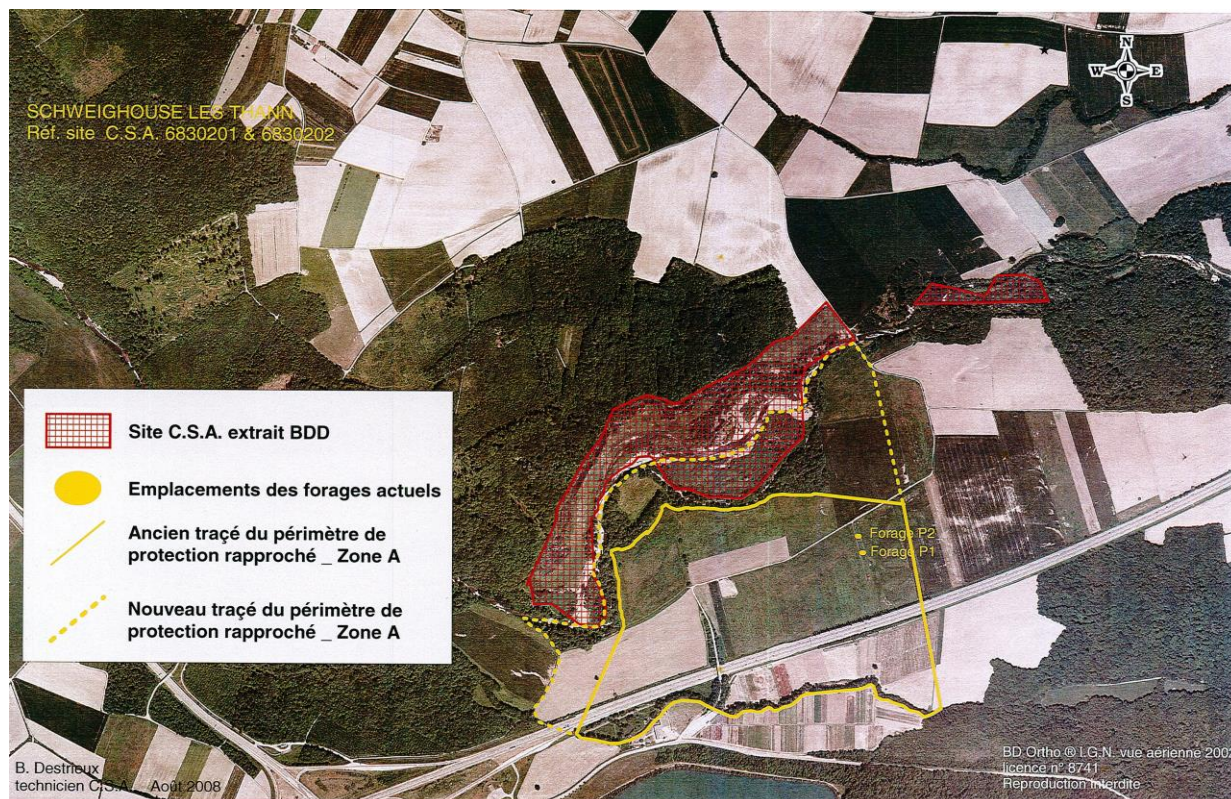 SCHWEIGHOUSE LES THANN
Réf. site C.S.A. 6830201 & 6830202
N
W E
S
Site C.S.A. extrait BDD
Emplacements des forages actuels
Ancien traçé du périmètre de
protection rapproché _ Zone A
Nouveau traçé du périmètre de
protection rapproché _ Zone A
Forage P2
Forage P1
B. Destrieux
technicien C.S.A. Août 2008
BD Ortho ® I.G.N. vue aérienne
licence n° 8741
Reproduction Interdite